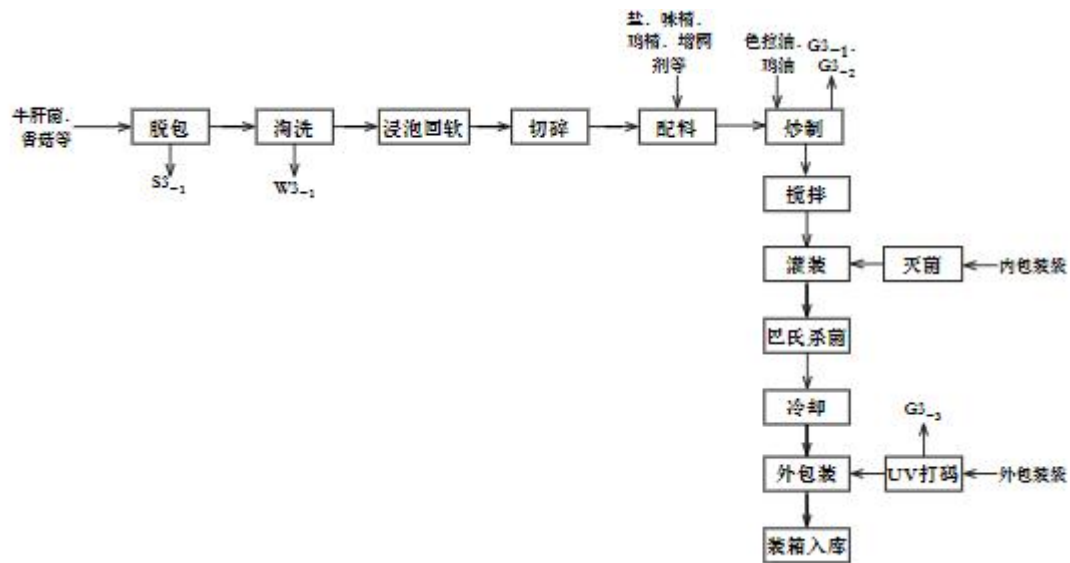 盐、味精、
鸡精、增稠
剂等
色拉油、
鸡油
G3-1、
G3-2
牛肝菌、
香菇等
脱包
淘洗
浸泡回软
切碎
配料
炒制
S3-1
W3-1
搅拌
灌装
灭菌
内包装袋
巴氏杀菌
冷却
G3-3
外包装
UV打码
外包装袋
装箱入库